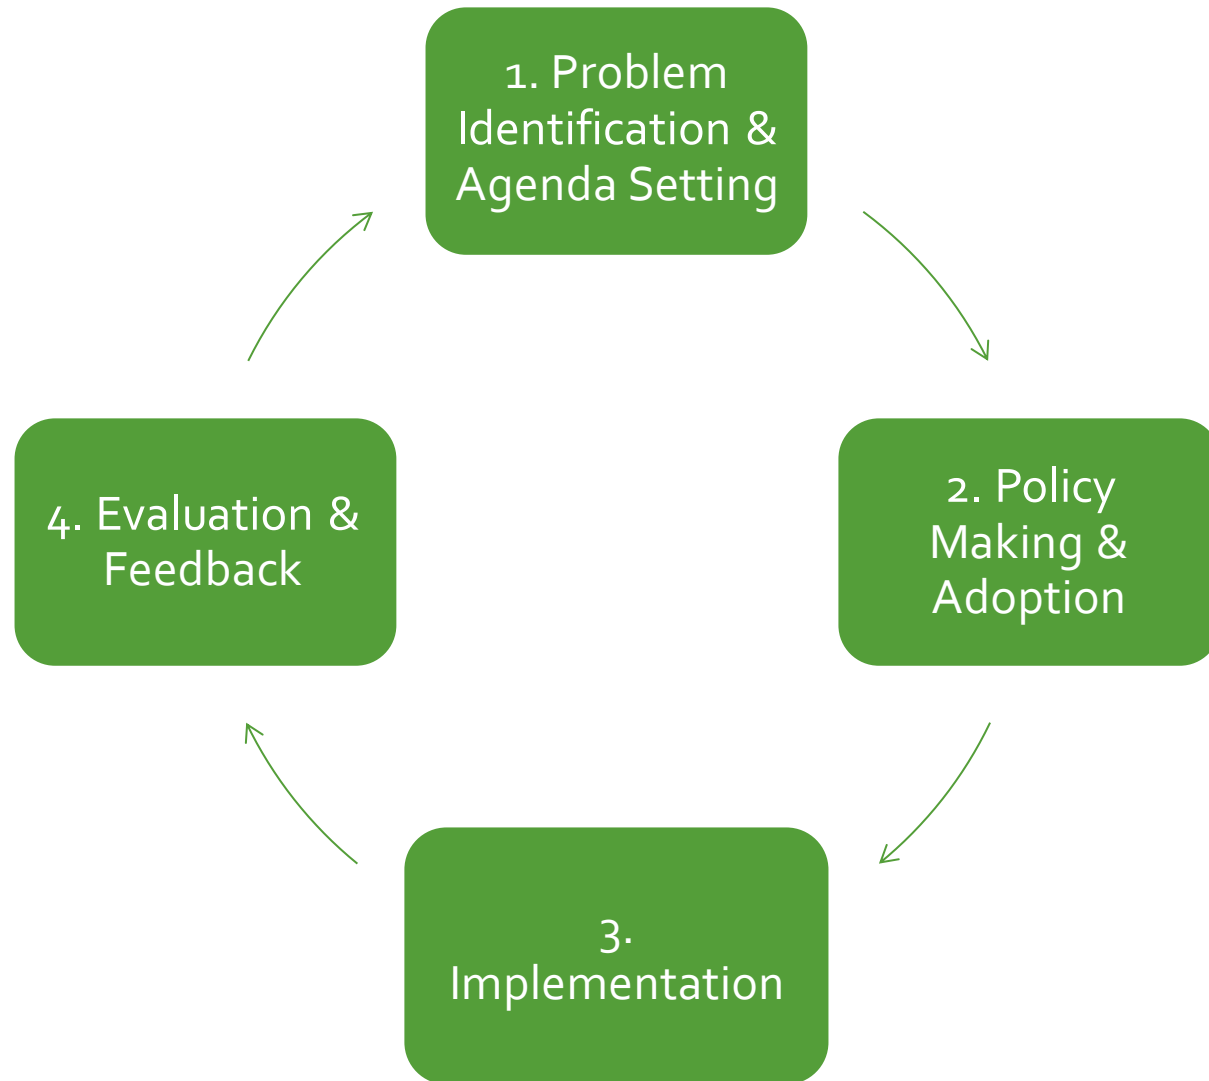 1. Problem
Identification &
Agenda Setting
2. Policy
Making &
Adoption
3.
Implementation
4. Evaluation &
Feedback